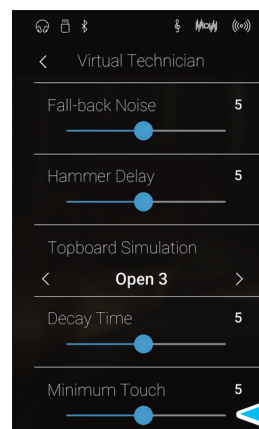 Virtual Technician
Fall-back Noise 5
Hammer Delay 5
Topboard Simulation
Open 3
Decay Time 5
Minimum Touch 5